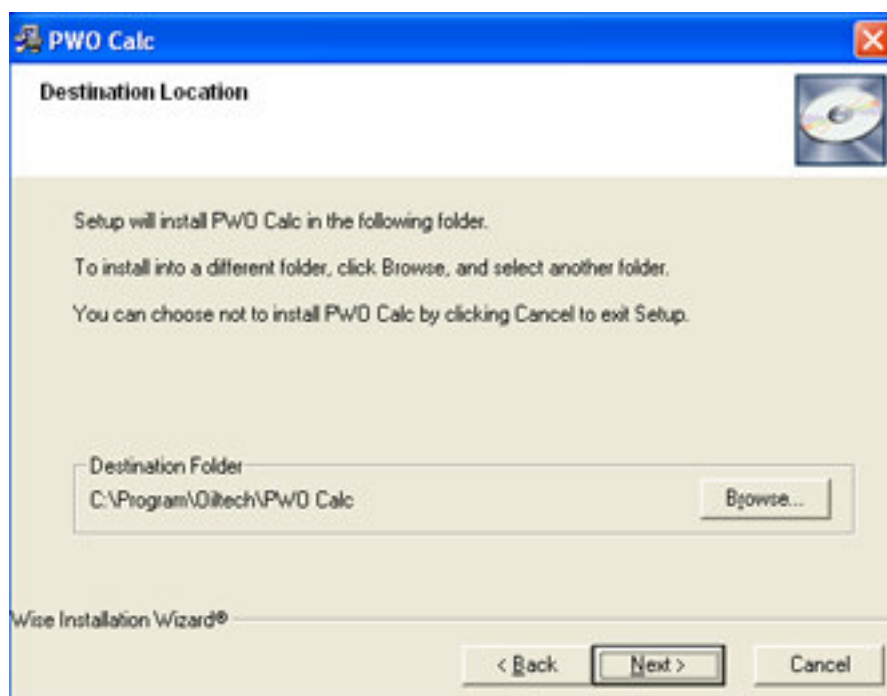 PWO Calc
Destination Location
Setup will install PWO Calc in the following folder.
To install into a different folder, click Browse, and select another folder.
You can choose not to install PWO Calc by clicking Cancel to exit Setup.
Destination Folder
C:\Program\Oiltech\PWO Calc
Browse...
Wise Installation Wizard®
< Back
Next >
Cancel